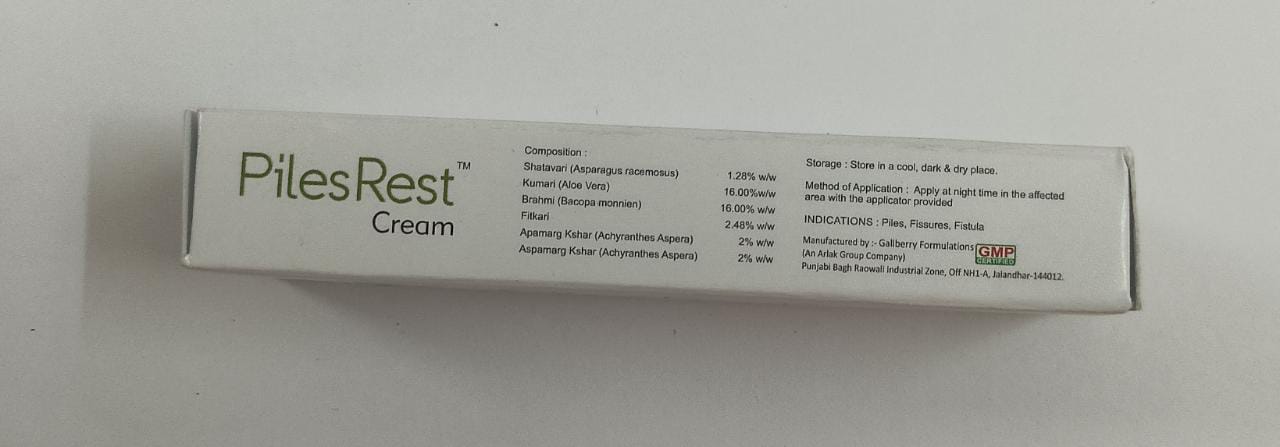 PilesRest™
Cream
Composition :
Shatavari (Asparagus racemosus) 1.28% w/w
Kumari (Aloe Vera) 16.00%w/w
Brahmi (Bacopa monnien) 16.00% w/w
Fitkari 2.48% w/w
Apamarg Kshar (Achyranthes Aspera) 2% w/w
Aspamarg Kshar (Achyranthes Aspera) 2% w/w
Storage : Store in a cool, dark & dry place.
Method of Application : Apply at night time in the affected
area with the applicator provided
INDICATIONS : Piles, Fissures, Fistula
Manufactured by :- Gallberry Formulations
(An Arlak Group Company)
Punjabi Bagh Raowali Industrial Zone, Off NH1-A, Jalandhar-144012.
GMP
CERTIFIED